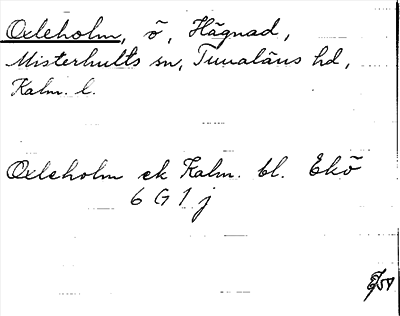 Oxleholm, ö, Hägnad,
Misterhults sn, Tunaläns hd,
Kalm. l.
Oxleholm ek Kalm. bl. Ekö
6 G 1 j